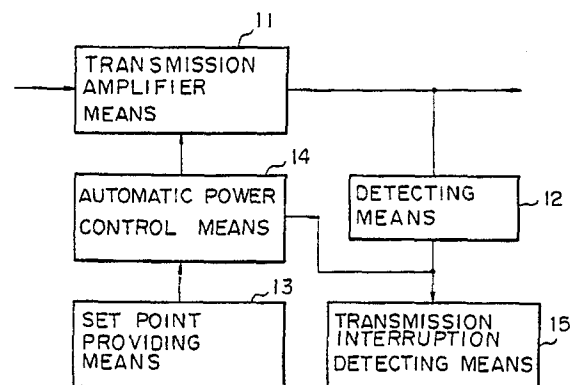 11
TRANSMISSION
AMPLIFIER
MEANS
14
AUTOMATIC POWER
CONTROL MEANS
DETECTING
MEANS
12
13
SET POINT
PROVIDING
MEANS
TRANSMISSION
INTERRUPTION
DETECTING MEANS
15